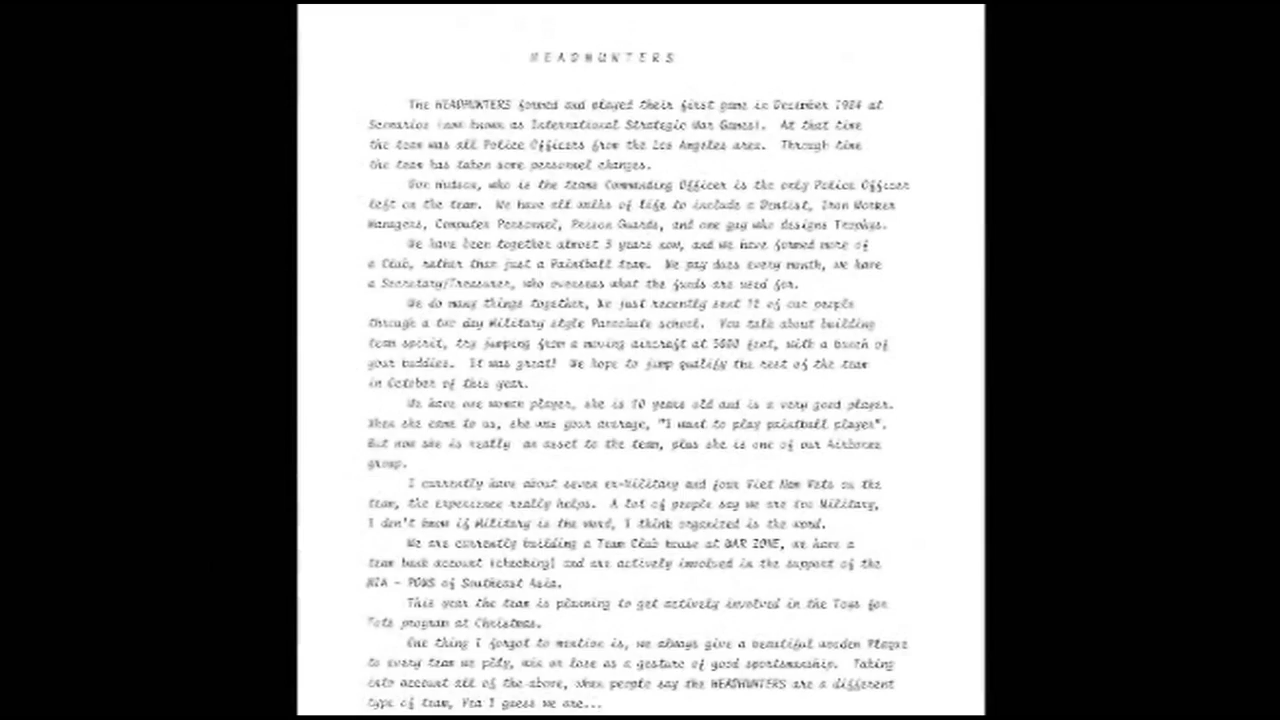 HEADHUNTERS
The HEADHUNTERS formed and played their first game in December 1984 at
Scenarios (now known as International Strategic War Games). At that time
the team was all Police Officers from the Los Angeles area. Through time
the team has taken some personnel changes.
who is the teams Commanding Officer is the only Police Officer
left on the team. We have all walks of life to include a Dentist, Iron Worker
Managers, Computer Personnel, Prison Guards, and one guy who designs Trophys.
We have been together almost 3 years now, and we have formed more of
a Club, rather than just a Paintball team. We pay dues every month, we have
a Secretary/Treasurer, who overseas what the funds are used for.
We do many things together, We just recently sent 12 of our people
through a two day Military style Parachute school. You talk about building
team spirit, try jumping from a moving aircraft at 3000 feet, with a bunch of
your buddies. It was great! We hope to jump qualify the rest of the team
in October of this year.
We have one woman player, she is years old and is a very good player.
When she came to us, she was your average, "I want to play paintball player".
But now she is really an asset to the team, plus she is one of our Airborne
group.
I currently have about seven ex-Military and four Viet Nam Vets on the
team, the experience really helps. A lot of people say we are too Military,
I don't know if Military is the word, I think organized is the word.
We are currently building a Team Club house at WAR ZONE, we have a
team bank account (checking) and are actively involved in the support of the
MIA - POWS of Southeast Asia.
This year the team is planning to get actively involved in the Toys for
Tots program at Christmas.
One thing I forgot to mention is, we always give a beautiful wooden Plaque
to every team we play, win or lose as a gesture of good sportsmanship. Taking
into account all of the above, when people say the HEADHUNTERS are a different
type of team, Yea I guess we are...